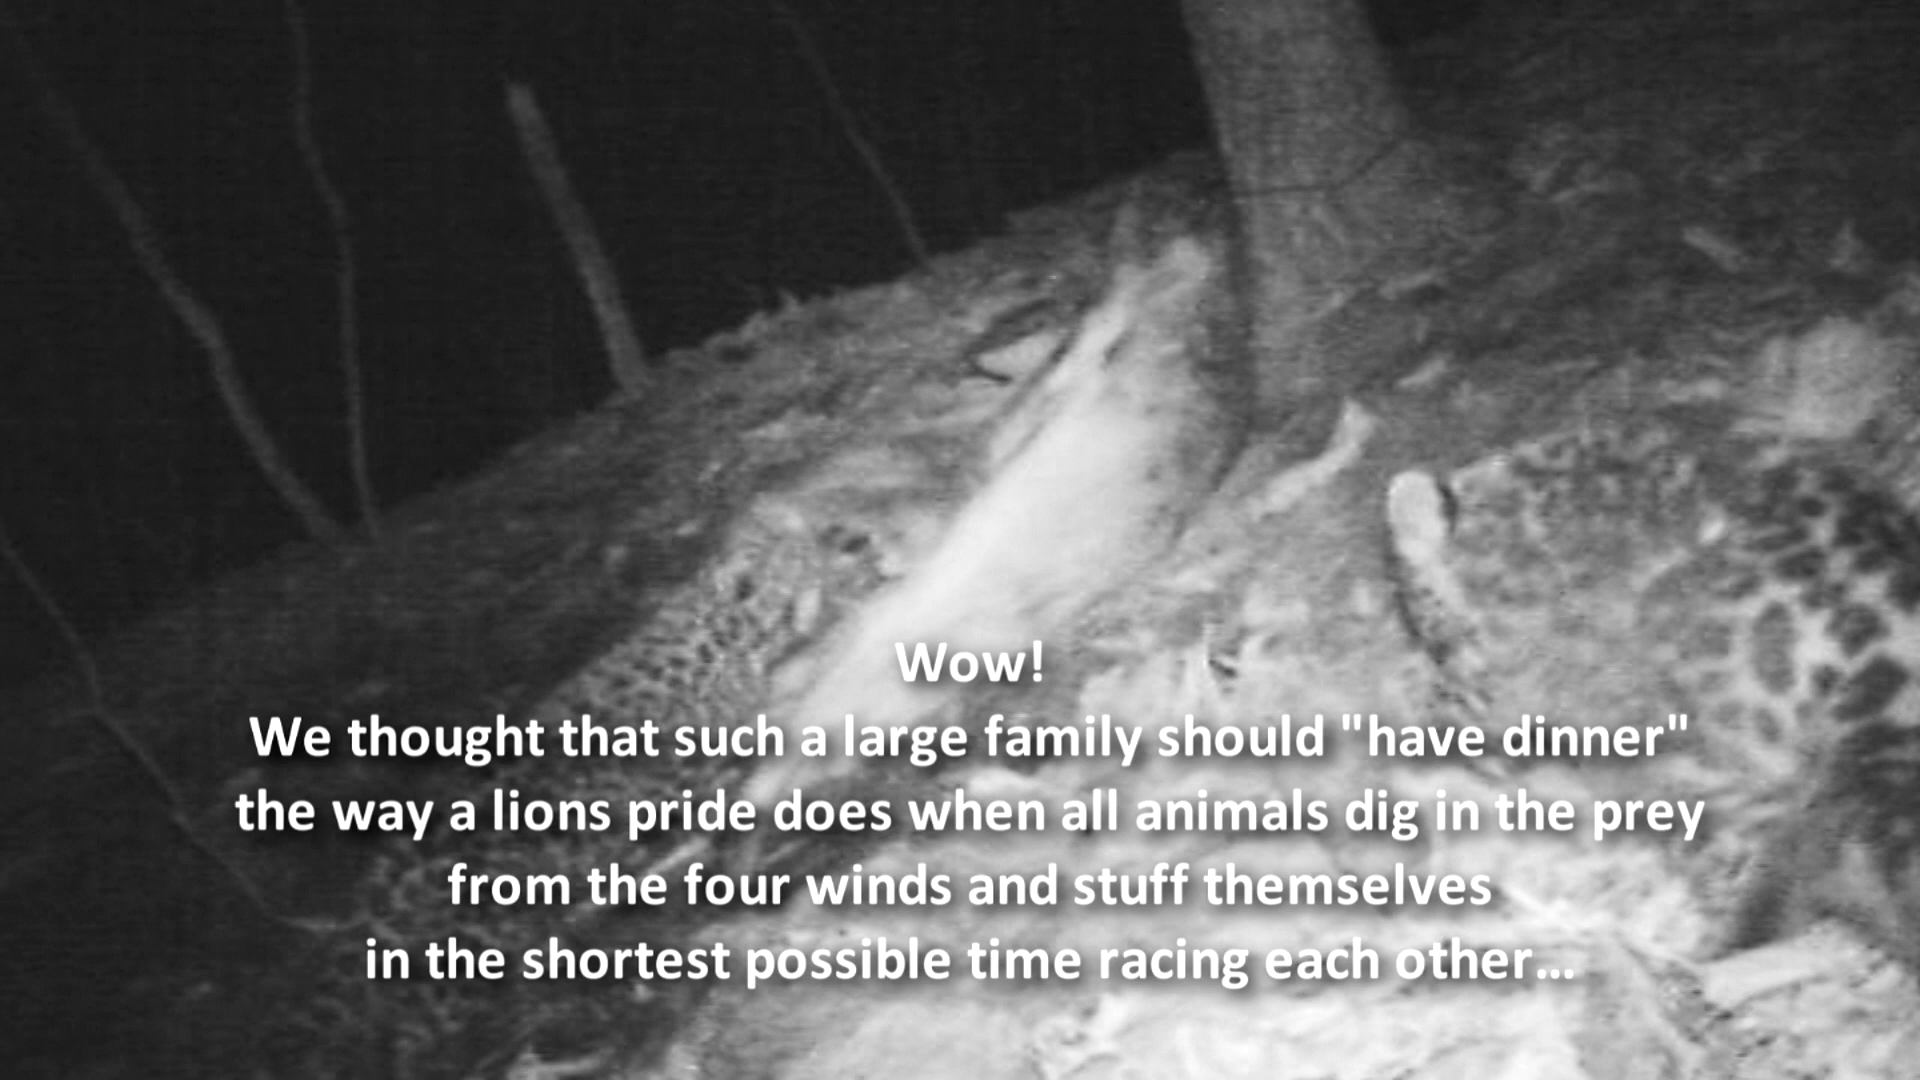 Wow!
We thought that such a large family should "have dinner"
the way a lions pride does when all animals dig in the prey
from the four winds and stuff themselves
in the shortest possible time racing each other...